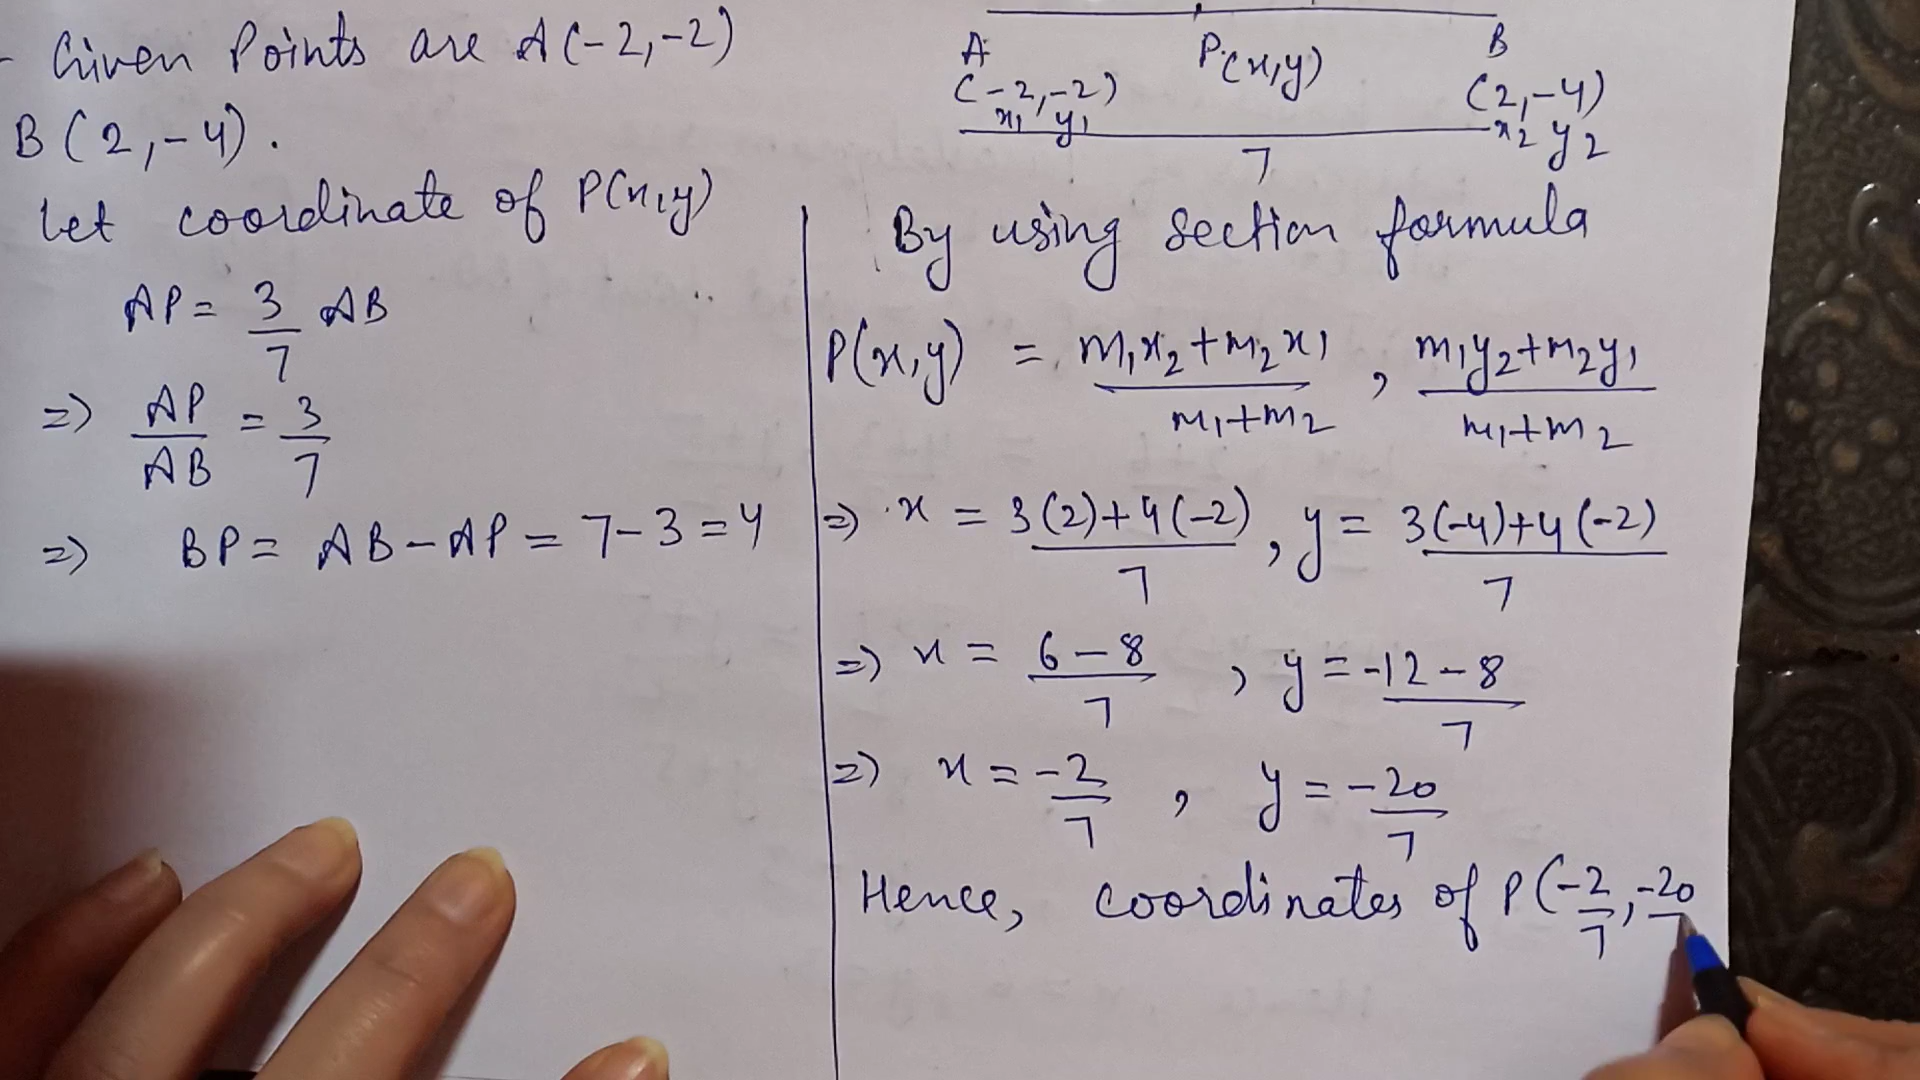 Given Points are A(-2,-2)
B(2,-4).
Let coordinate of P(x,y)
AP = 3/7 AB
=) AP/AB = 3/7
=) BP = AB - AP = 7-3 = 4
A P(x,y) B
(-2,-2) (2,-4)
x1 y1 x2 y2
7
By using section formula
P(x,y) = m1x2+m2x1/m1+m2 , m1y2+m2y1/m1+m2
=) x = 3(2)+4(-2)/7 , y = 3(-4)+4(-2)/7
=) x = 6-8/7 , y = -12-8/7
=) x = -2/7 , y = -20/7
Hence, coordinates of P(-2/7, -20